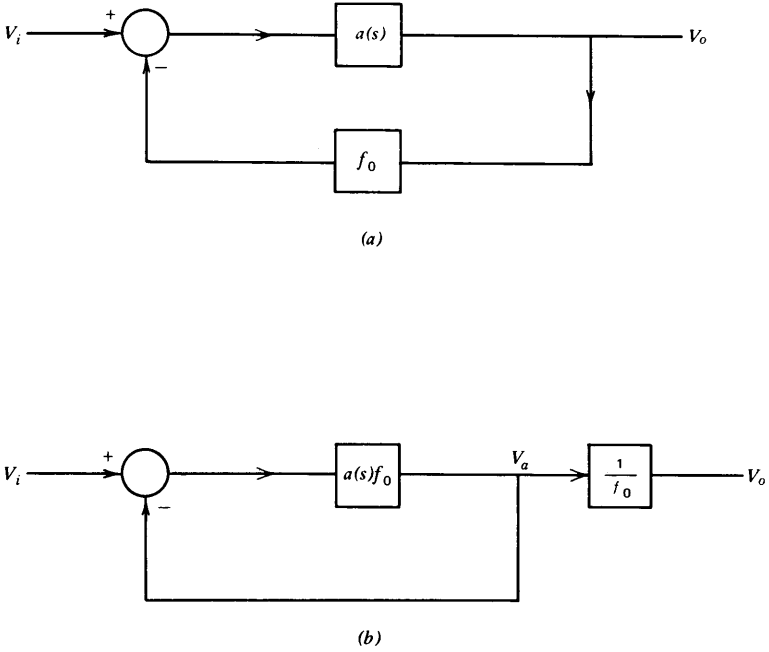 +
V_i
a(s)
V_o
−
f_0
(a)
V_a
+
1
V_i
a(s)f_0
f_0
V_o
−
(b)